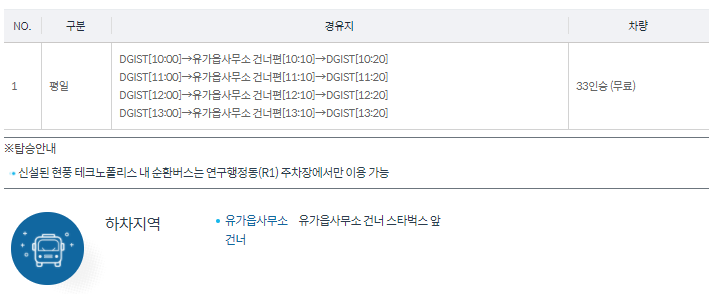 NO. 구분 경유지 차량
DGIST[10:00]→유가읍사무소 건너편[10:10]→DGIST[10:20]
DGIST[11:00]→유가읍사무소 건너편[11:10]→DGIST[11:20]
1 평일 33인승 (무료)
DGIST[12:00]→유가읍사무소 건너편[12:10]→DGIST[12:20]
DGIST[13:00]→유가읍사무소 건너편[13:10]→DGIST[13:20]
※탑승안내
신설된 현풍 테크노폴리스 내 순환버스는 연구행정동(R1) 주차장에서만 이용 가능
하차지역
유가읍사무소 유가읍사무소 건너 스타벅스 앞
건너